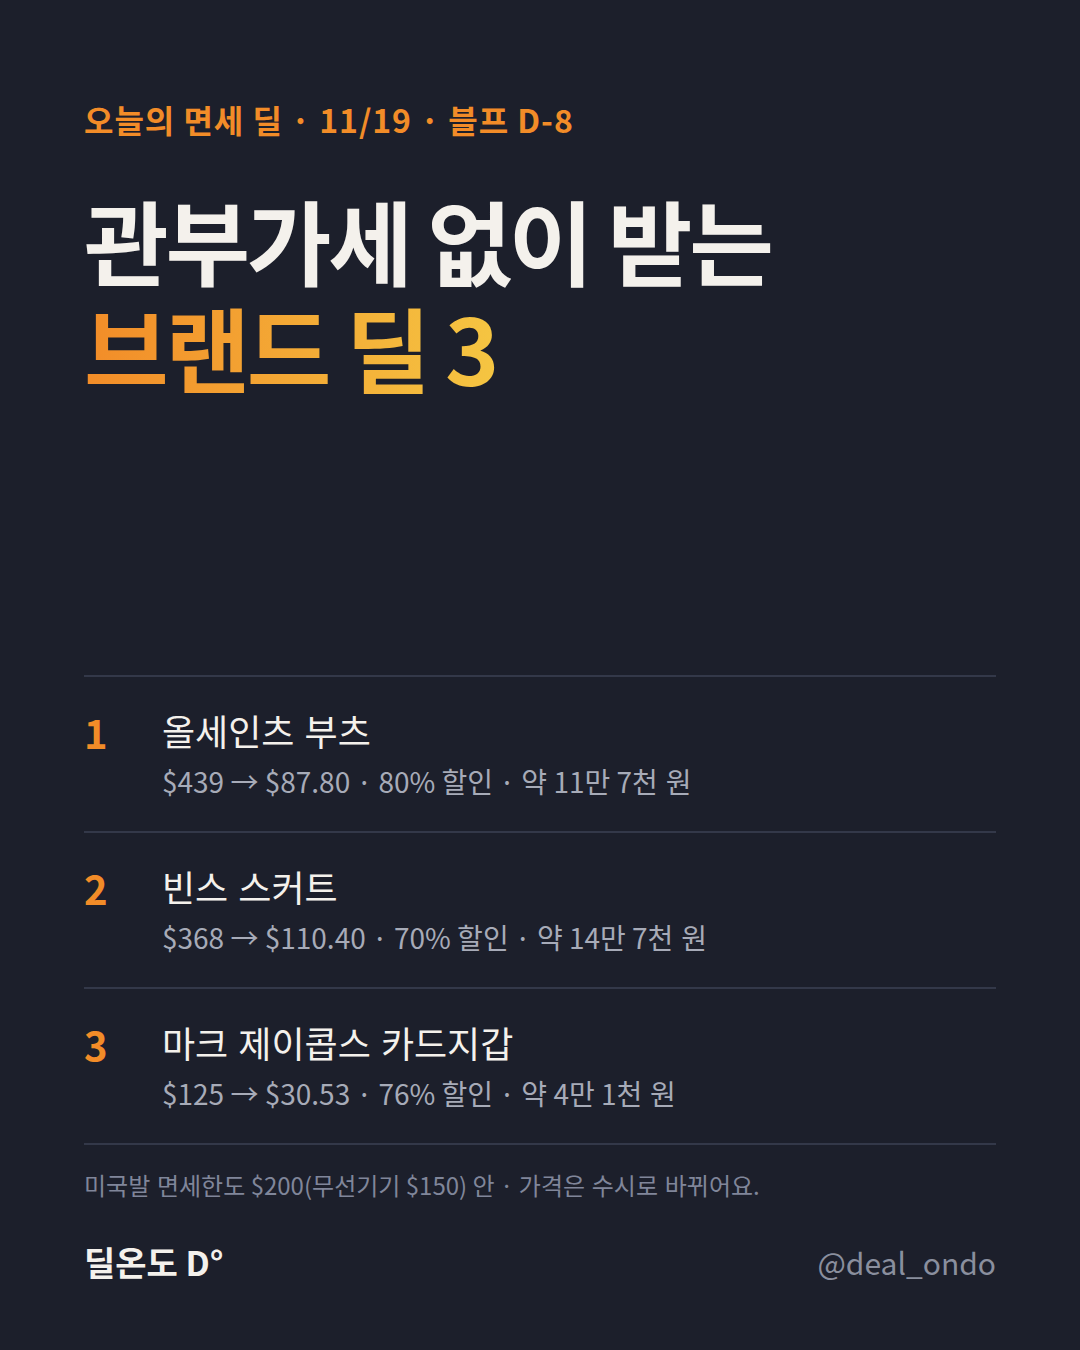 오늘의 면세 딜 · 11/19 · 블프 D-8
관부가세 없이 받는
브랜드 딜 3
1 올세인츠 부츠
$439 → $87.80 · 80% 할인 · 약 11만 7천 원
2 빈스 스커트
$368 → $110.40 · 70% 할인 · 약 14만 7천 원
3 마크 제이콥스 카드지갑
$125 → $30.53 · 76% 할인 · 약 4만 1천 원
미국발 면세한도 $200(무선기기 $150) 안 · 가격은 수시로 바뀌어요.
딜온도 D° @deal_ondo